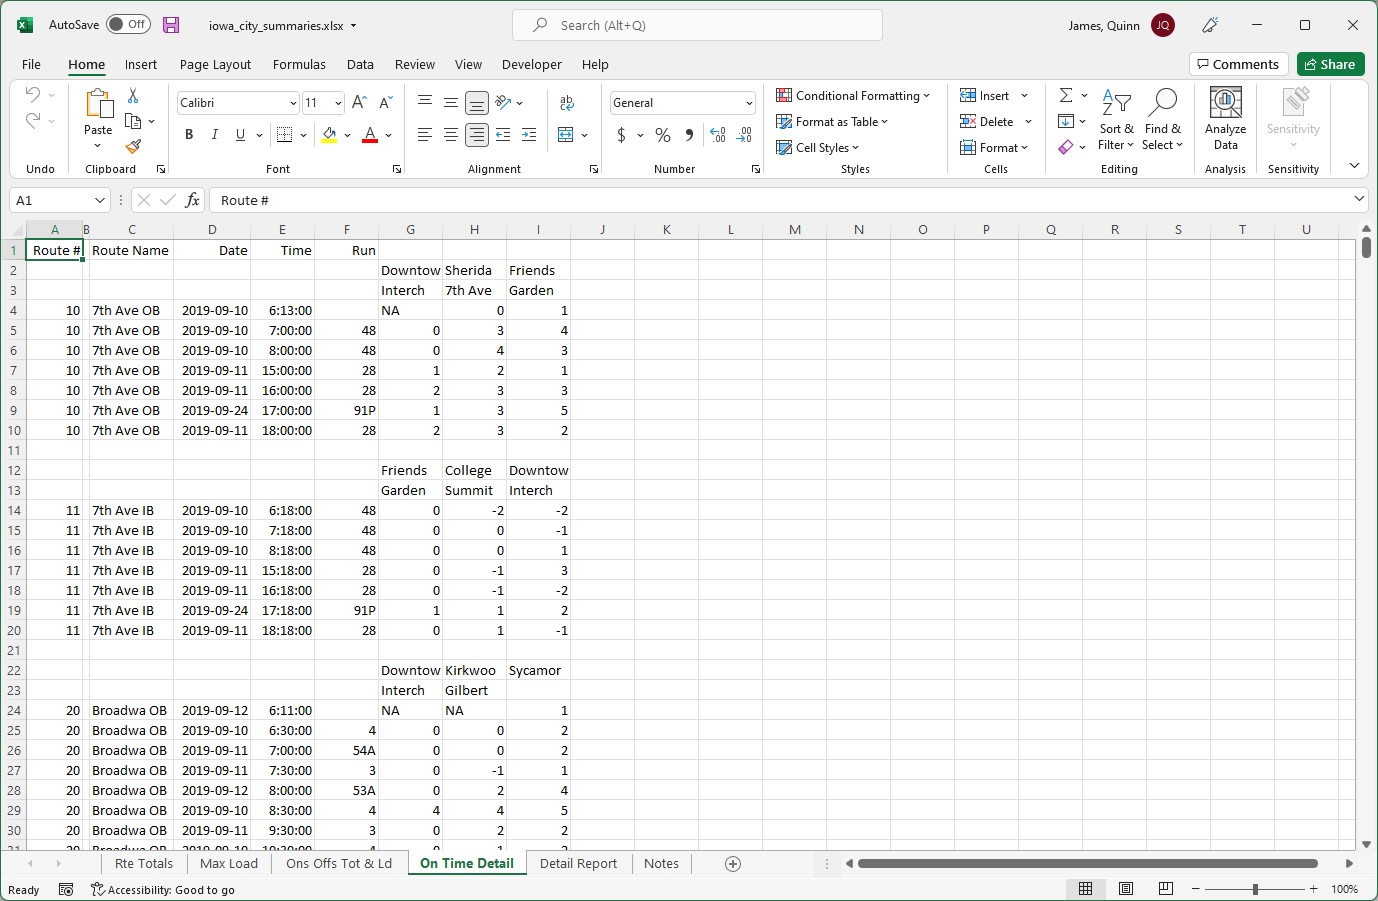 AutoSave Off iowa_city_summaries.xlsx Search (Alt+Q) James, Quinn JQ
File Home Insert Page Layout Formulas Data Review View Developer Help Comments Share
Calibri 11 General Conditional Formatting Insert
Paste Format as Table Delete Sort & Filter Find & Select Analyze Data Sensitivity
B I U A $ % Cell Styles Format
Undo Clipboard Font Alignment Number Styles Cells Editing Analysis Sensitivity
A1 fx Route #
A B C D E F G H I J K L M N O P Q R S T U
1 Route # Route Name Date Time Run
2 Downtow Sherida Friends
3 Interch 7th Ave Garden
4 10 7th Ave OB 2019-09-10 6:13:00 NA 0 1
5 10 7th Ave OB 2019-09-10 7:00:00 48 0 3 4
6 10 7th Ave OB 2019-09-10 8:00:00 48 0 4 3
7 10 7th Ave OB 2019-09-11 15:00:00 28 1 2 1
8 10 7th Ave OB 2019-09-11 16:00:00 28 2 3 3
9 10 7th Ave OB 2019-09-24 17:00:00 91P 1 3 5
10 10 7th Ave OB 2019-09-11 18:00:00 28 2 3 2
11
12 Friends College Downtow
13 Garden Summit Interch
14 11 7th Ave IB 2019-09-10 6:18:00 48 0 -2 -2
15 11 7th Ave IB 2019-09-10 7:18:00 48 0 0 -1
16 11 7th Ave IB 2019-09-10 8:18:00 48 0 0 1
17 11 7th Ave IB 2019-09-11 15:18:00 28 0 -1 3
18 11 7th Ave IB 2019-09-11 16:18:00 28 0 -1 -2
19 11 7th Ave IB 2019-09-24 17:18:00 91P 1 1 2
20 11 7th Ave IB 2019-09-11 18:18:00 28 0 1 -1
21
22 Downtow Kirkwoo Sycamor
23 Interch Gilbert
24 20 Broadwa OB 2019-09-12 6:11:00 NA NA 1
25 20 Broadwa OB 2019-09-10 6:30:00 4 0 0 2
26 20 Broadwa OB 2019-09-11 7:00:00 54A 0 0 2
27 20 Broadwa OB 2019-09-11 7:30:00 3 0 -1 1
28 20 Broadwa OB 2019-09-12 8:00:00 53A 0 2 4
29 20 Broadwa OB 2019-09-10 8:30:00 4 4 4 5
30 20 Broadwa OB 2019-09-11 9:30:00 3 0 2 2
Rte Totals Max Load Ons Offs Tot & Ld On Time Detail Detail Report Notes
Ready Accessibility: Good to go 100%